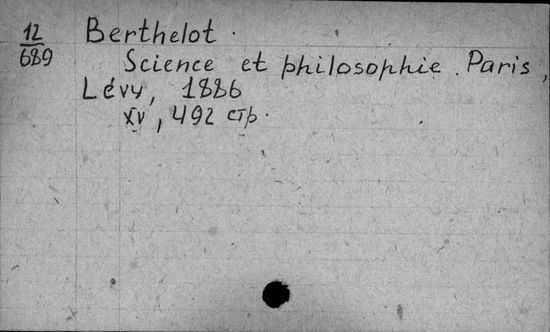 12
689
Berthelot.
Science et philosophie. Paris,
Lévy, 1886
XV, 492 стр.